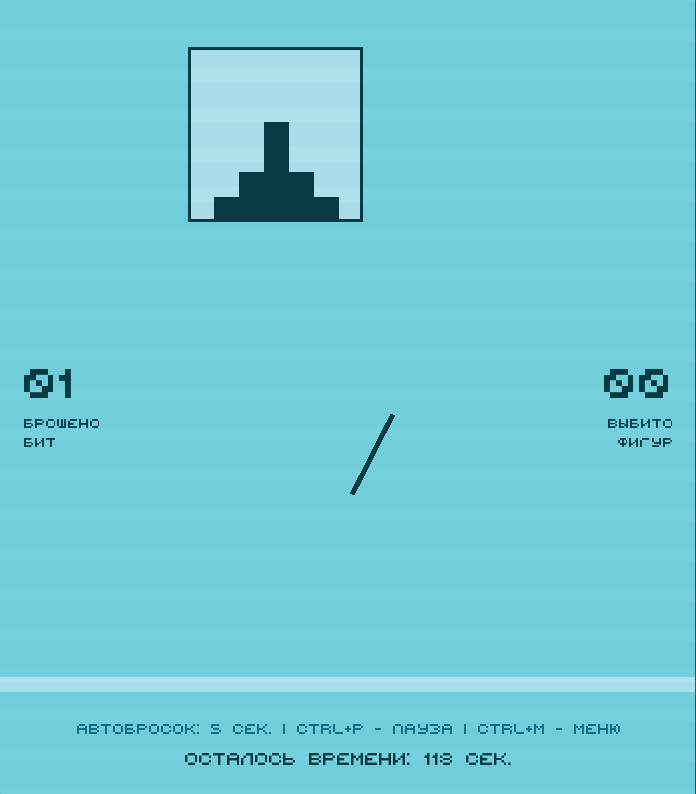 01
БРОШЕНО
БИТ
00
ВЫБИТО
ФИГУР
АВТОБРОСОК: 5 СЕК. | CTRL+P - ПАУЗА | CTRL+M - МЕНЮ
ОСТАЛОСЬ ВРЕМЕНИ: 118 СЕК.